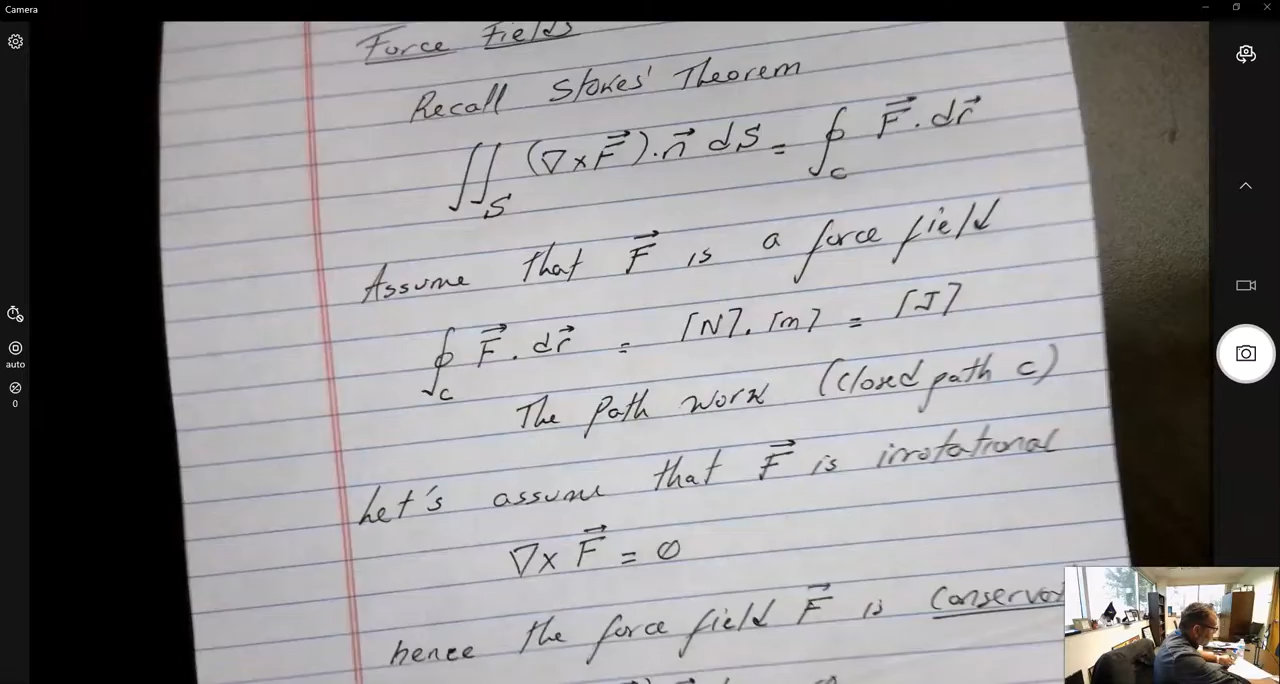 Camera
Force Fields
Recall Stokes' Theorem
∬_S (∇×F⃗).n⃗ dS = ∮_C F⃗.dr⃗
Assume that F⃗ is a force field
∮_C F⃗.dr⃗ = [N].[m] = [J]
The Path work (closed path C)
Let's assume that F⃗ is irrotational
∇×F⃗ = 0
hence the force field F⃗ is
auto
0